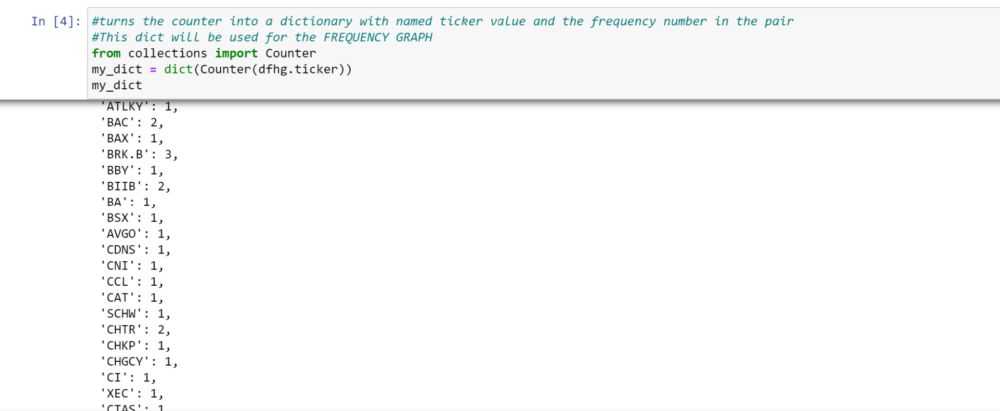 In [4]: #turns the counter into a dictionary with named ticker value and the frequency number in the pair
#This dict will be used for the FREQUENCY GRAPH
from collections import Counter
my_dict = dict(Counter(dfhg.ticker))
my_dict
'ATLKY': 1,
'BAC': 2,
'BAX': 1,
'BRK.B': 3,
'BBY': 1,
'BIIB': 2,
'BA': 1,
'BSX': 1,
'AVGO': 1,
'CDNS': 1,
'CNI': 1,
'CCL': 1,
'CAT': 1,
'SCHW': 1,
'CHTR': 2,
'CHKP': 1,
'CHGCY': 1,
'CI': 1,
'XEC': 1,
'CTAS': 1